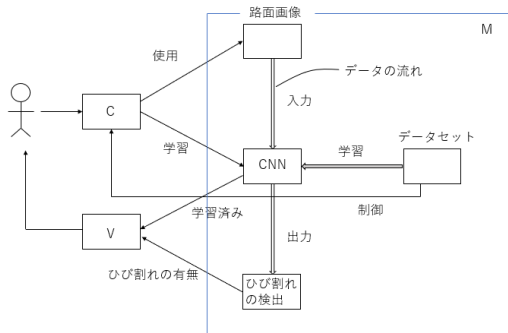 路面画像
M
使用
データの流れ
C
入力
データセット
学習
CNN
学習
学習済み
制御
V
出力
ひび割れの有無
ひび割れ
の検出